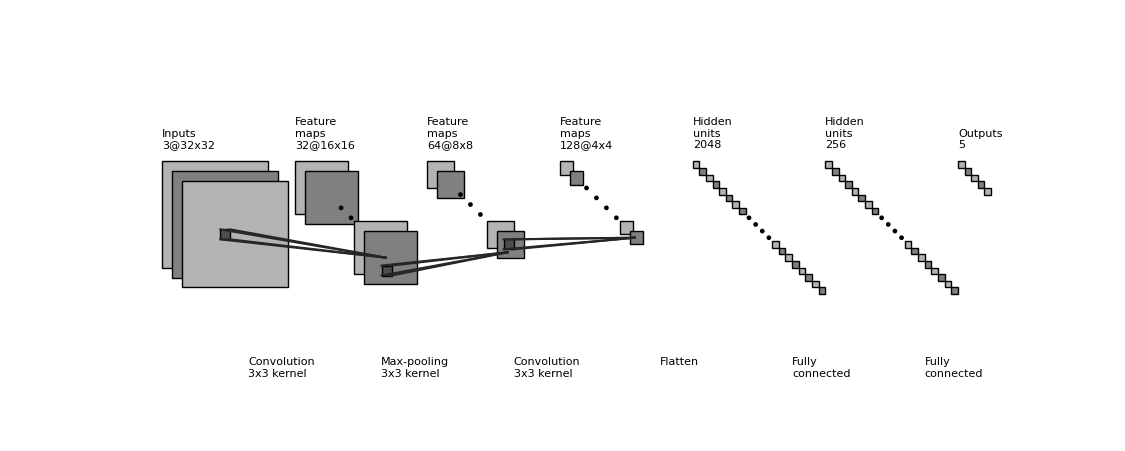 Inputs
3@32x32
Feature
maps
32@16x16
Feature
maps
64@8x8
Feature
maps
128@4x4
Hidden
units
2048
Hidden
units
256
Outputs
5
Convolution
3x3 kernel
Max-pooling
3x3 kernel
Convolution
3x3 kernel
Flatten
Fully
connected
Fully
connected